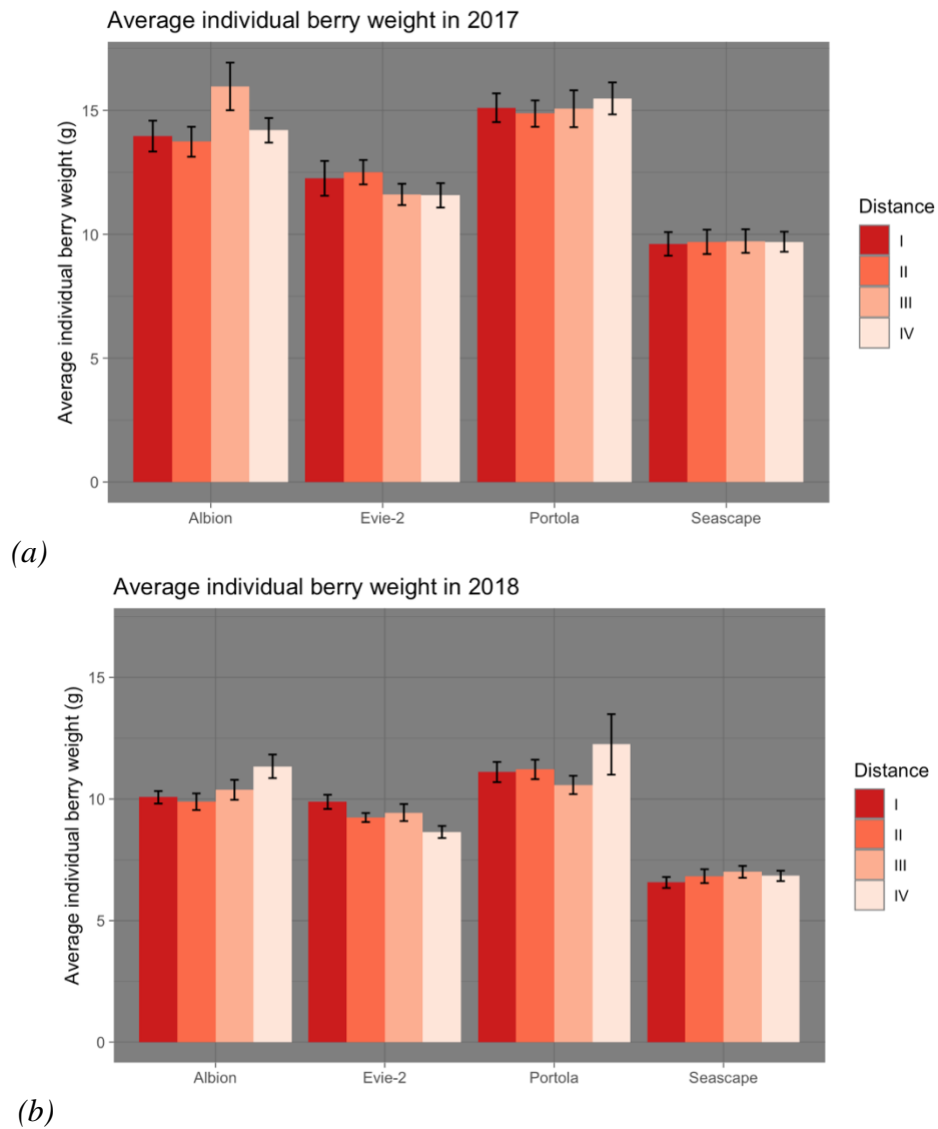 Average individual berry weight in 2017
Average individual berry weight (g)
15
10
5
0
Albion Evie-2 Portola Seascape
Distance
I
II
III
IV
(a)
Average individual berry weight in 2018
Average individual berry weight (g)
15
10
5
0
Albion Evie-2 Portola Seascape
Distance
I
II
III
IV
(b)